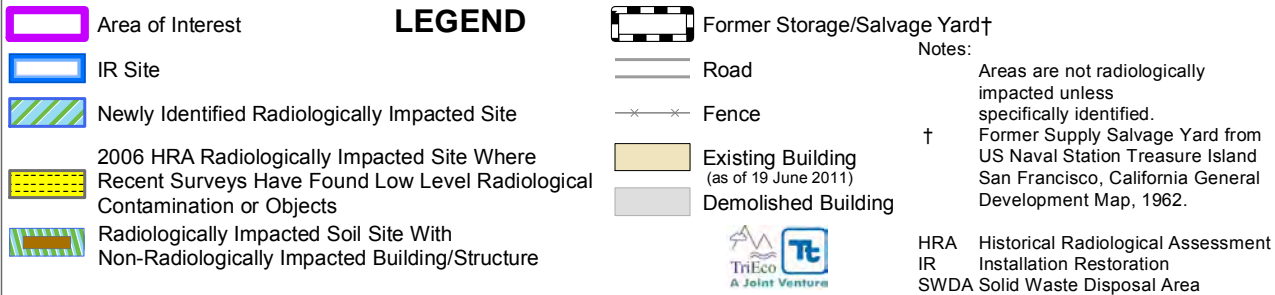 LEGEND
Area of Interest
IR Site
Newly Identified Radiologically Impacted Site
2006 HRA Radiologically Impacted Site Where
Recent Surveys Have Found Low Level Radiological
Contamination or Objects
Radiologically Impacted Soil Site With
Non-Radiologically Impacted Building/Structure
Former Storage/Salvage Yard†
Road
Fence
Existing Building
(as of 19 June 2011)
Demolished Building
TriEco
Tt
A Joint Venture
Notes:
Areas are not radiologically
impacted unless
specifically identified.
† Former Supply Salvage Yard from
US Naval Station Treasure Island
San Francisco, California General
Development Map, 1962.
HRA Historical Radiological Assessment
IR Installation Restoration
SWDA Solid Waste Disposal Area